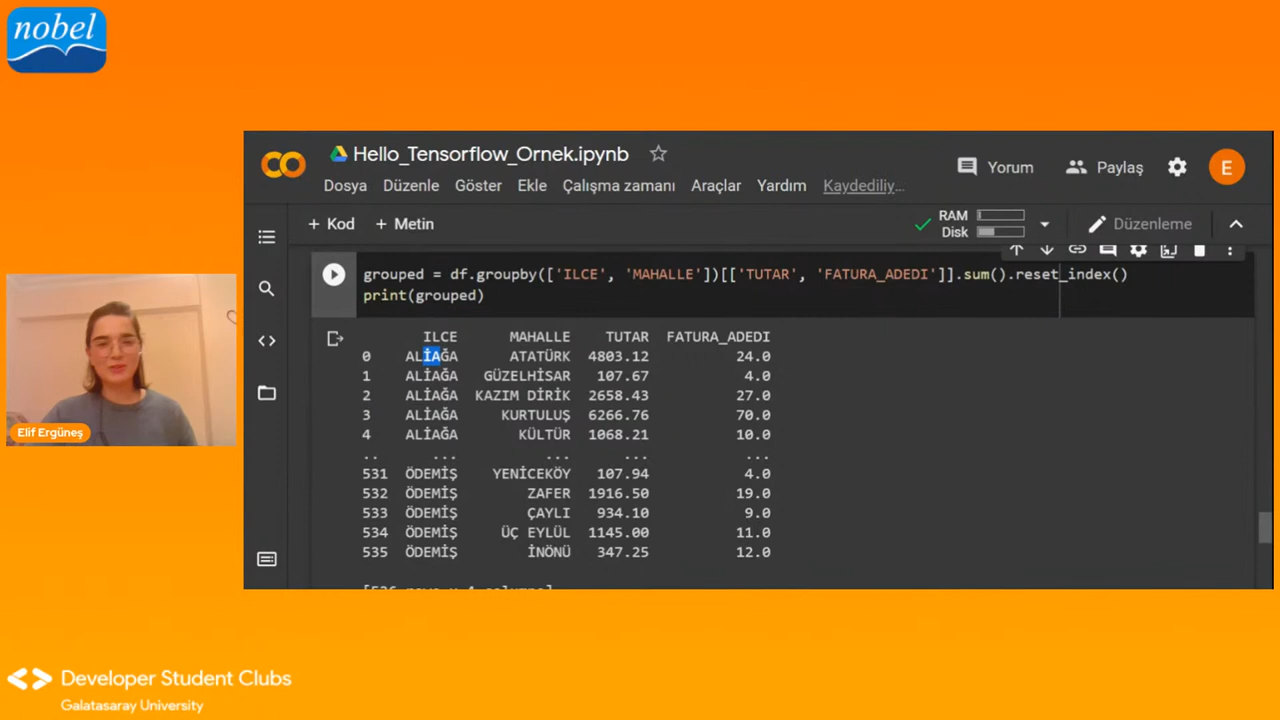 nobel
Hello_Tensorflow_Ornek.ipynb
Yorum
Paylaş
E
Dosya Düzenle Göster Ekle Çalışma zamanı Araçlar Yardım Kaydediliy...
+ Kod + Metin
RAM
Disk
Düzenleme
grouped = df.groupby(['ILCE', 'MAHALLE'])[['TUTAR', 'FATURA_ADEDI']].sum().reset_index()
print(grouped)
ILCE MAHALLE TUTAR FATURA_ADEDI
0 ALİAĞA ATATÜRK 4803.12 24.0
1 ALİAĞA GÜZELHİSAR 107.67 4.0
2 ALİAĞA KAZIM DİRİK 2658.43 27.0
3 ALİAĞA KURTULUŞ 6266.76 70.0
4 ALİAĞA KÜLTÜR 1068.21 10.0
.. ... ... ... ...
531 ÖDEMİŞ YENİCEKÖY 107.94 4.0
532 ÖDEMİŞ ZAFER 1916.50 19.0
533 ÖDEMİŞ ÇAYLI 934.10 9.0
534 ÖDEMİŞ ÜÇ EYLÜL 1145.00 11.0
535 ÖDEMİŞ İNÖNÜ 347.25 12.0
Elif Ergüneş
Developer Student Clubs
Galatasaray University